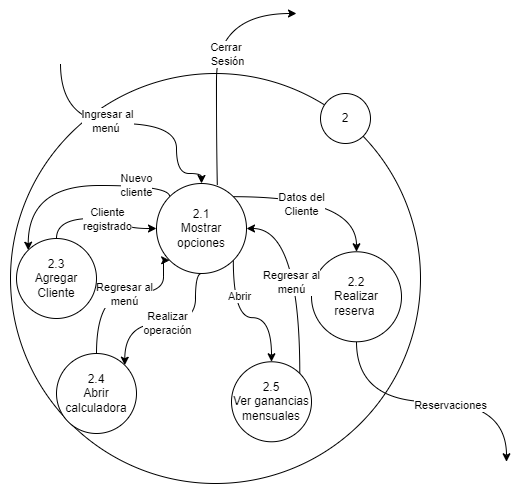 Cerrar
Sesión
Ingresar al
menú
2
Nuevo
cliente
Datos del
Cliente
Cliente
registrado
2.1
Mostrar
opciones
2.3
Agregar
Cliente
Regresar al
menú
Abrir
Regresar al
menú
2.2
Realizar
reserva
Realizar
operación
2.4
Abrir
calculadora
2.5
Ver ganancias
mensuales
Reservaciones